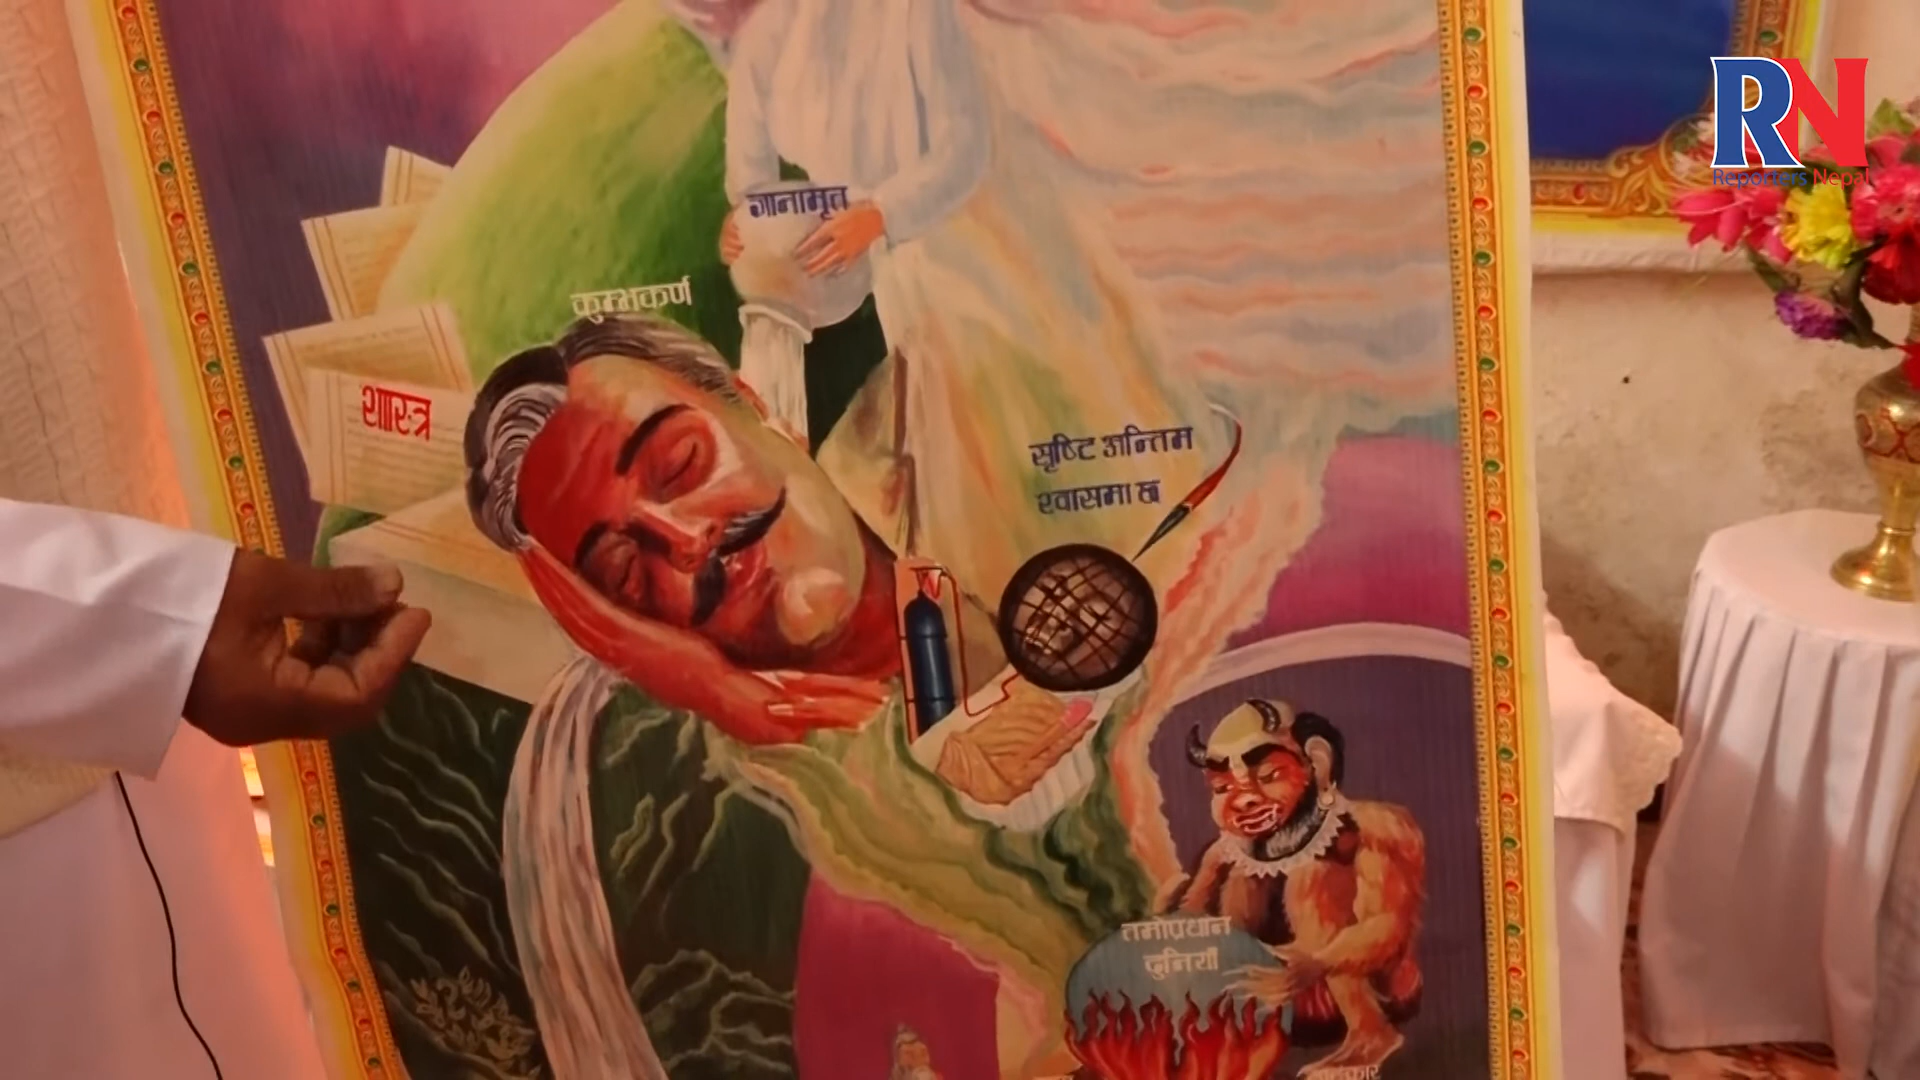 RN
Reporters Nepal
ज्ञानामृत
कुम्भकर्ण
शास्त्र
सृष्टि अन्तिम
श्वासमा छ
तमोप्रधान
दुनियाँ